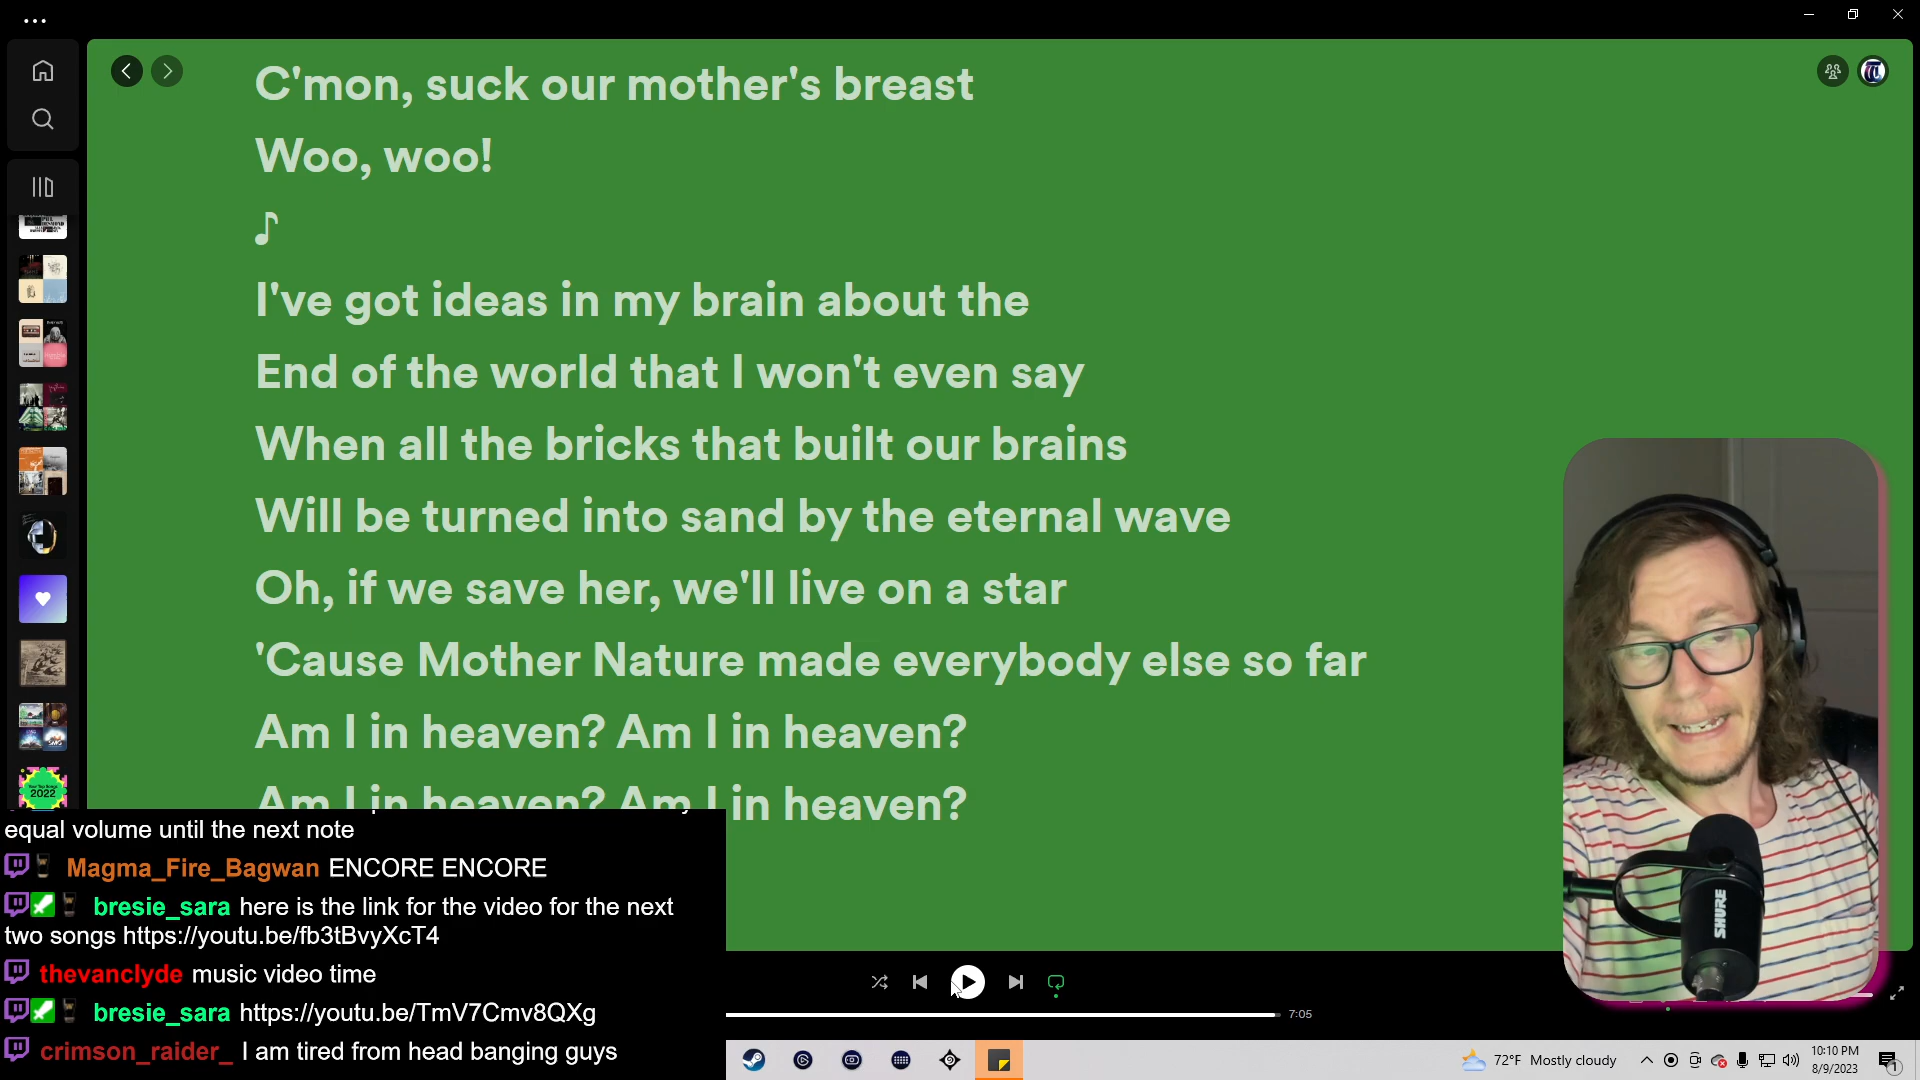 C'mon, suck our mother's breast
Woo, woo!
♪
I've got ideas in my brain about the
End of the world that I won't even say
When all the bricks that built our brains
Will be turned into sand by the eternal wave
Oh, if we save her, we'll live on a star
'Cause Mother Nature made everybody else so far
Am I in heaven? Am I in heaven?
Am I in heaven? Am I in heaven?
2022
equal volume until the next note
Magma_Fire_Bagwan ENCORE ENCORE
bresie_sara here is the link for the video for the next
two songs https://youtu.be/fb3tBvyXcT4
thevanclyde music video time
bresie_sara https://youtu.be/TmV7Cmv8QXg
crimson_raider_ I am tired from head banging guys
SHURE
7:05
72°F Mostly cloudy
10:10 PM
8/9/2023
1